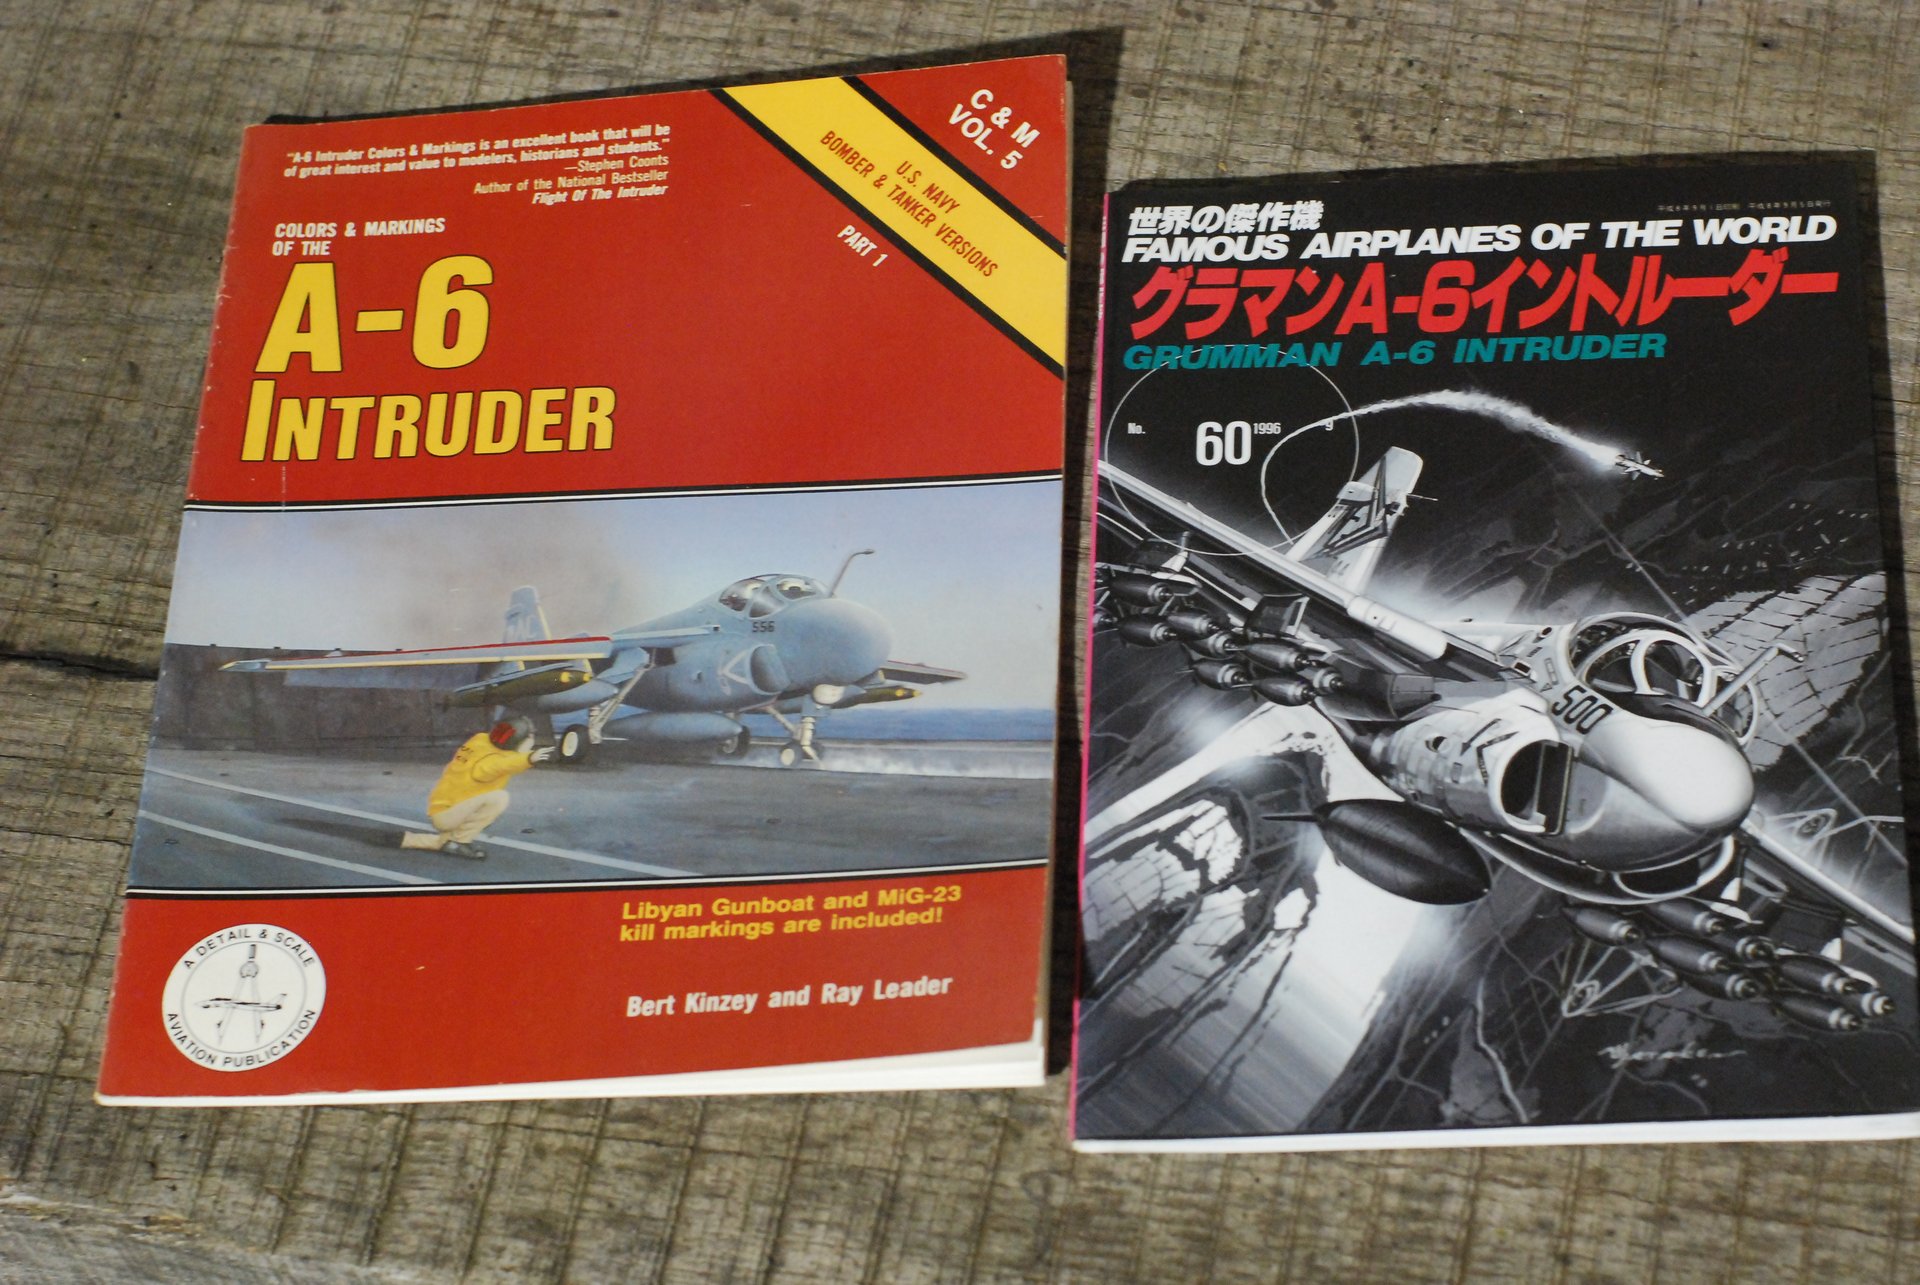 "A-6 Intruder Colors & Markings is an excellent book that will be
of great interest and value to modelers, historians and students."
—Stephen Coonts
Author of the National Bestseller
Flight Of The Intruder
C & M
VOL. 5
U.S. NAVY
BOMBER & TANKER VERSIONS
PART 1
COLORS & MARKINGS
OF THE
A-6
INTRUDER
556
Libyan Gunboat and MiG-23
kill markings are included!
Bert Kinzey and Ray Leader
A DETAIL & SCALE
AVIATION PUBLICATION
世界の傑作機
FAMOUS AIRPLANES OF THE WORLD
グラマンA-6イントルーダー
GRUMMAN A-6 INTRUDER
No. 60 1996 9
500